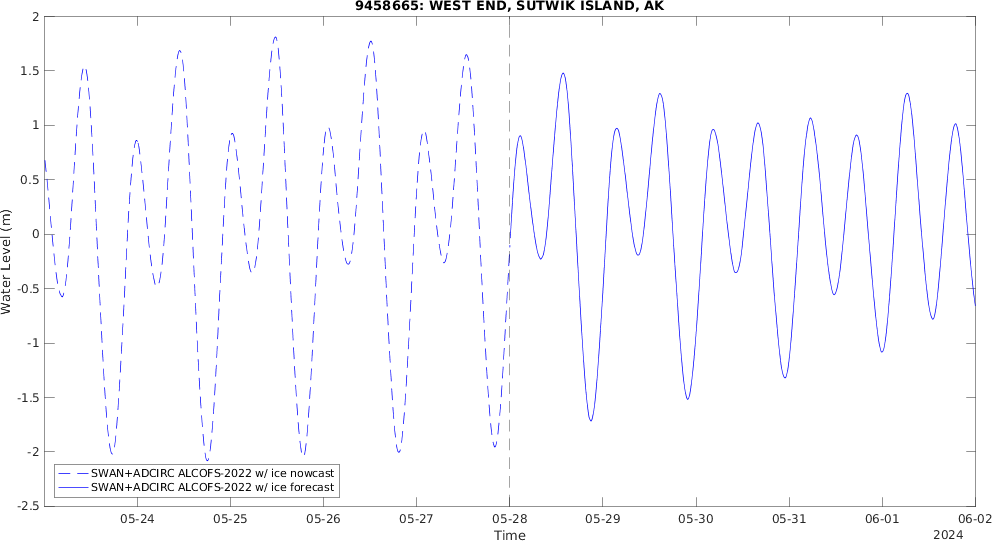 9458665: WEST END, SUTWIK ISLAND, AK
Water Level (m)
2
1.5
1
0.5
0
-0.5
-1
-1.5
-2
-2.5
SWAN+ADCIRC ALCOFS-2022 w/ ice nowcast
SWAN+ADCIRC ALCOFS-2022 w/ ice forecast
05-24 05-25 05-26 05-27 05-28 05-29 05-30 05-31 06-01 06-02
Time
2024